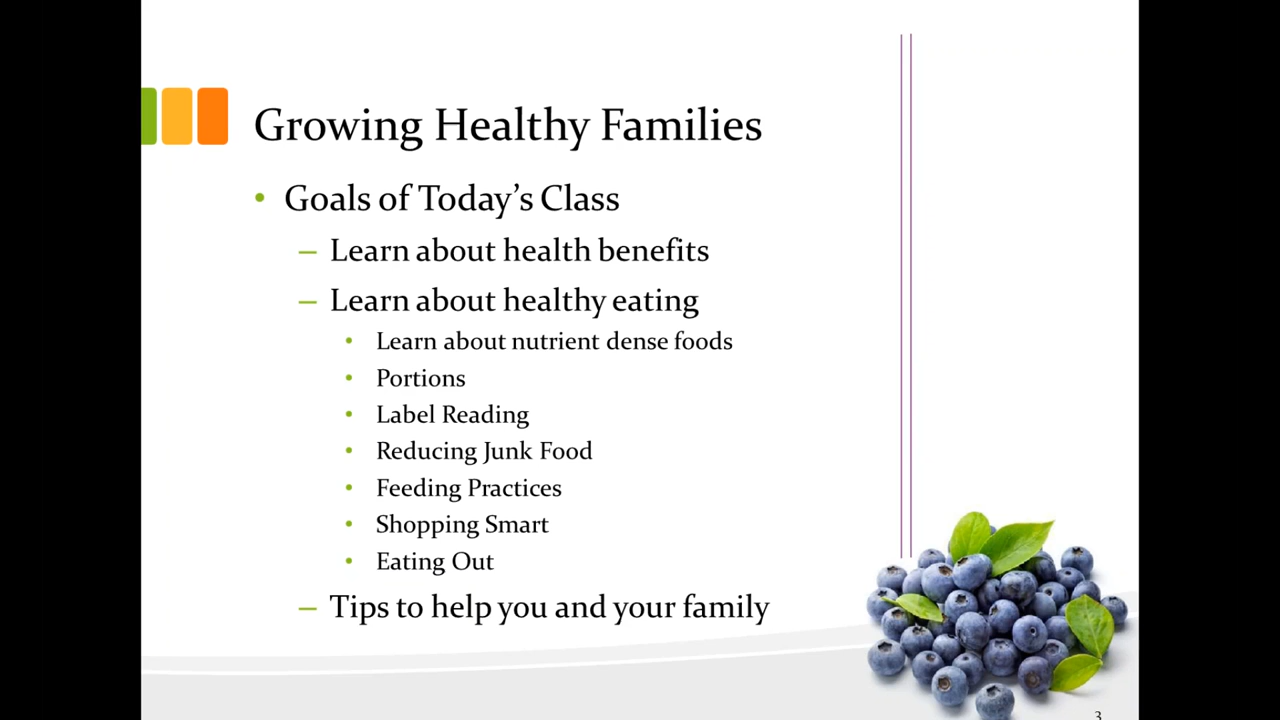 Growing Healthy Families
• Goals of Today's Class
– Learn about health benefits
– Learn about healthy eating
• Learn about nutrient dense foods
• Portions
• Label Reading
• Reducing Junk Food
• Feeding Practices
• Shopping Smart
• Eating Out
– Tips to help you and your family
3